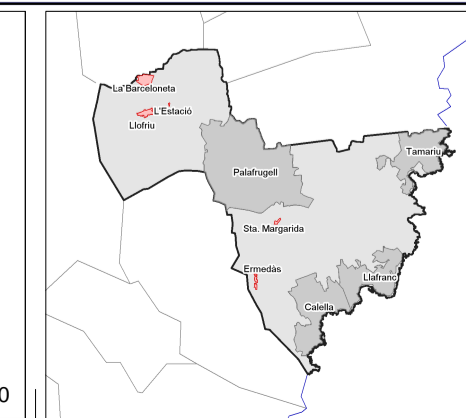 La Barceloneta
L'Estació
Llofriu
Tamariu
Palafrugell
Sta. Margarida
Ermedàs
Llafranc
Calella
0